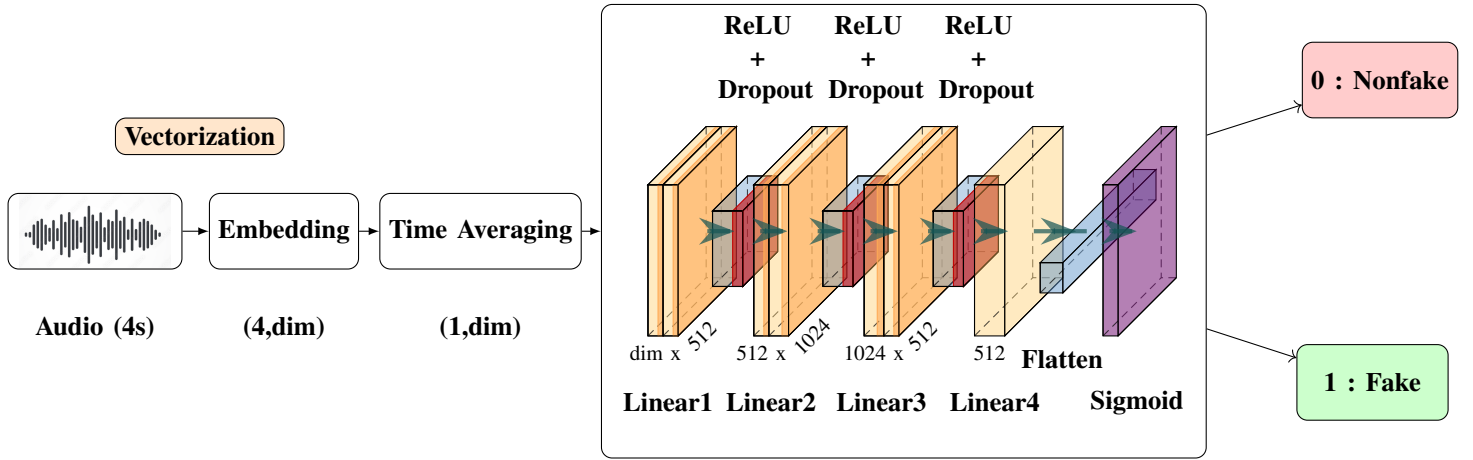 Vectorization
Audio (4s)
Embedding
(4,dim)
Time Averaging
(1,dim)
ReLU
+
Dropout
ReLU
+
Dropout
ReLU
+
Dropout
dim x 512
512 x 1024
1024 x 512
512
Linear1
Linear2
Linear3
Linear4
Flatten
Sigmoid
0 : Nonfake
1 : Fake